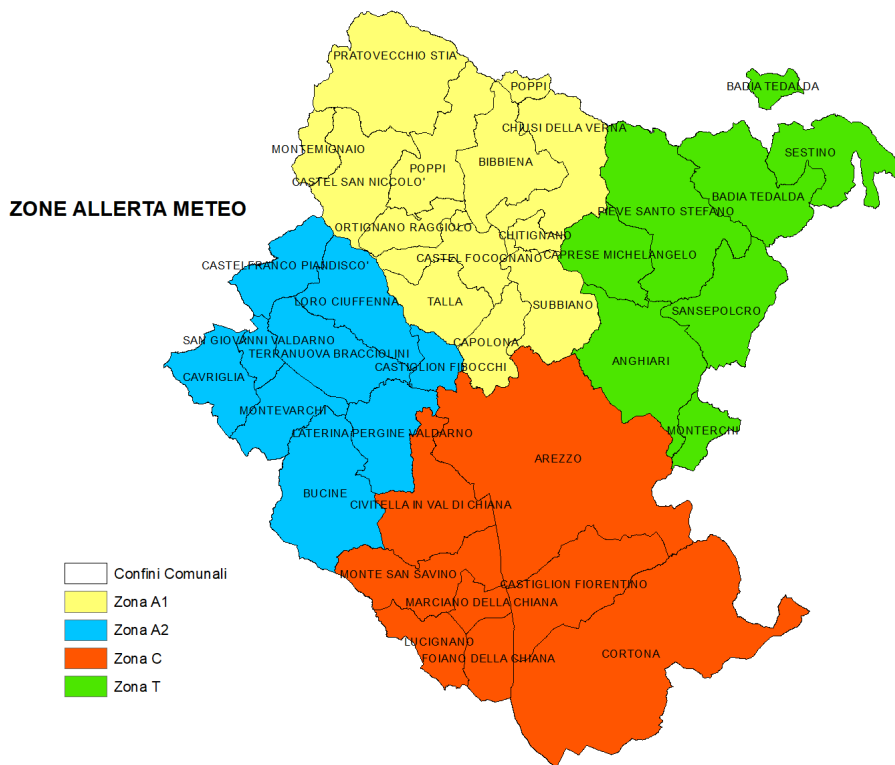 PRATOVECCHIO STIA
POPPI
BADIA TEDALDA
CHIUSI DELLA VERNA
MONTEMIGNAIO
SESTINO
BIBBIENA
POPPI
CASTEL SAN NICCOLO'
BADIA TEDALDA
ZONE ALLERTA METEO
PIEVE SANTO STEFANO
ORTIGNANO RAGGIOLO
CHITIGNANO
CAPRESE MICHELANGELO
CASTEL FOCOGNANO
CASTELFRANCO PIANDISCO'
LORO CIUFFENNA
TALLA
SUBBIANO
SANSEPOLCRO
SAN GIOVANNI VALDARNO
CAPOLONA
TERRANUOVA BRACCIOLINI
ANGHIARI
CASTIGLION FIBOCCHI
CAVRIGLIA
MONTEVARCHI
MONTERCHI
LATERINA PERGINE VALDARNO
AREZZO
BUCINE
CIVITELLA IN VAL DI CHIANA
MONTE SAN SAVINO
CASTIGLION FIORENTINO
MARCIANO DELLA CHIANA
LUCIGNANO
CORTONA
FOIANO DELLA CHIANA
Confini Comunali
Zona A1
Zona A2
Zona C
Zona T